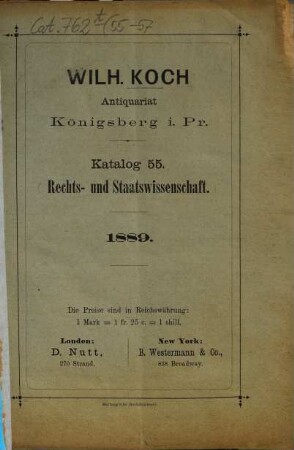 Cat. 762 (55-57
WILH. KOCH
Antiquariat
Königsberg i. Pr.
Katalog 55.
Rechts- und Staatswissenschaft.
1889.
Die Preise sind in Reichswährung:
1 Mark = 1 fr. 25 c. = 1 shill.
London:
D. Nutt,
270 Strand.
New York:
B. Westermann & Co.,
838 Broadway.